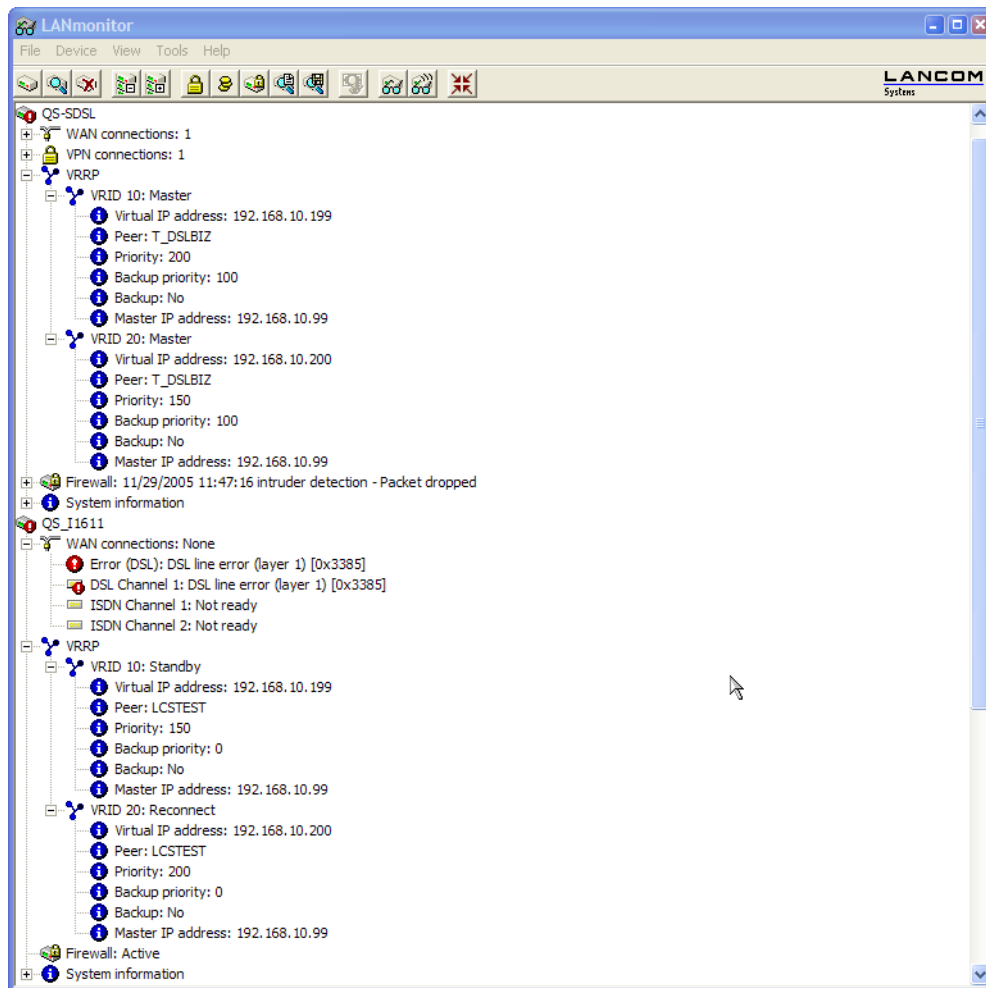 LANmonitor
File Device View Tools Help
LANCOM
Systems
QS-SDSL
WAN connections: 1
VPN connections: 1
VRRP
VRID 10: Master
Virtual IP address: 192.168.10.199
Peer: T_DSLBIZ
Priority: 200
Backup priority: 100
Backup: No
Master IP address: 192.168.10.99
VRID 20: Master
Virtual IP address: 192.168.10.200
Peer: T_DSLBIZ
Priority: 150
Backup priority: 100
Backup: No
Master IP address: 192.168.10.99
Firewall: 11/29/2005 11:47:16 intruder detection - Packet dropped
System information
QS_I1611
WAN connections: None
Error (DSL): DSL line error (layer 1) [0x3385]
DSL Channel 1: DSL line error (layer 1) [0x3385]
ISDN Channel 1: Not ready
ISDN Channel 2: Not ready
VRRP
VRID 10: Standby
Virtual IP address: 192.168.10.199
Peer: LCSTEST
Priority: 150
Backup priority: 0
Backup: No
Master IP address: 192.168.10.99
VRID 20: Reconnect
Virtual IP address: 192.168.10.200
Peer: LCSTEST
Priority: 200
Backup priority: 0
Backup: No
Master IP address: 192.168.10.99
Firewall: Active
System information